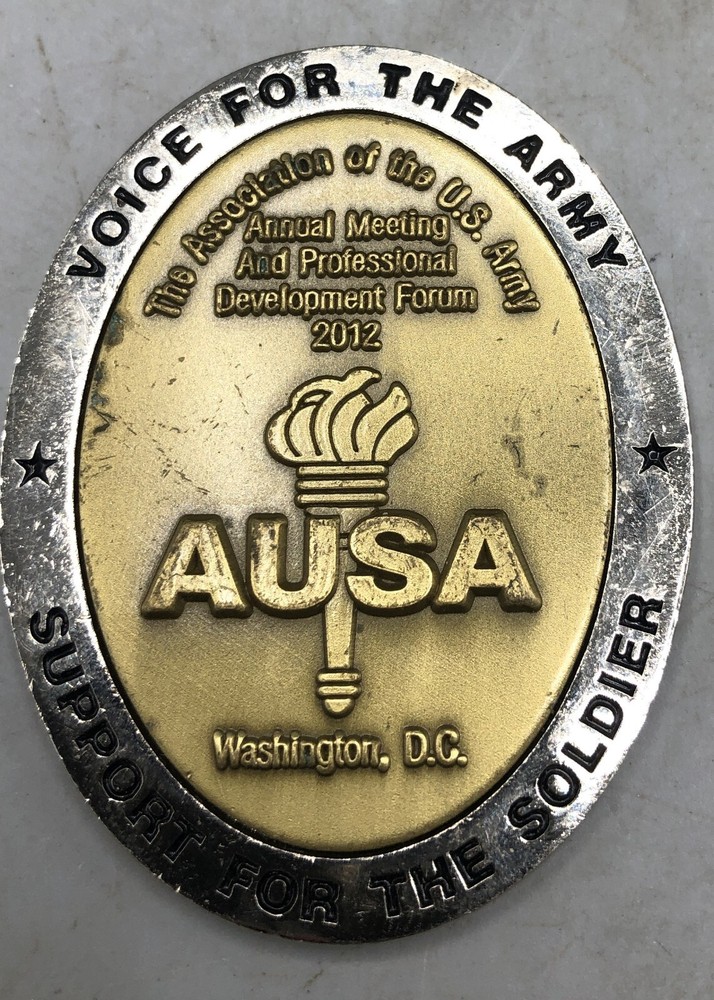 VOICE FOR THE ARMY
The Association of the U.S. Army
Annual Meeting
And Professional
Development Forum
2012
AUSA
Washington, D.C.
SUPPORT FOR THE SOLDIER